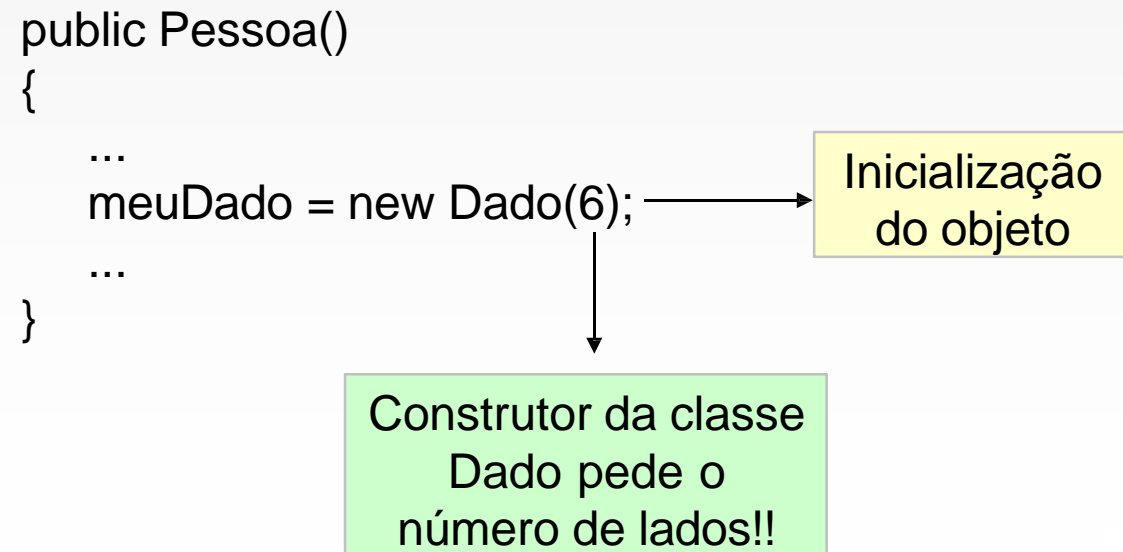 public Pessoa()
{
...
meuDado = new Dado(6);
Inicialização
do objeto
...
}
Construtor da classe
Dado pede o
número de lados!!